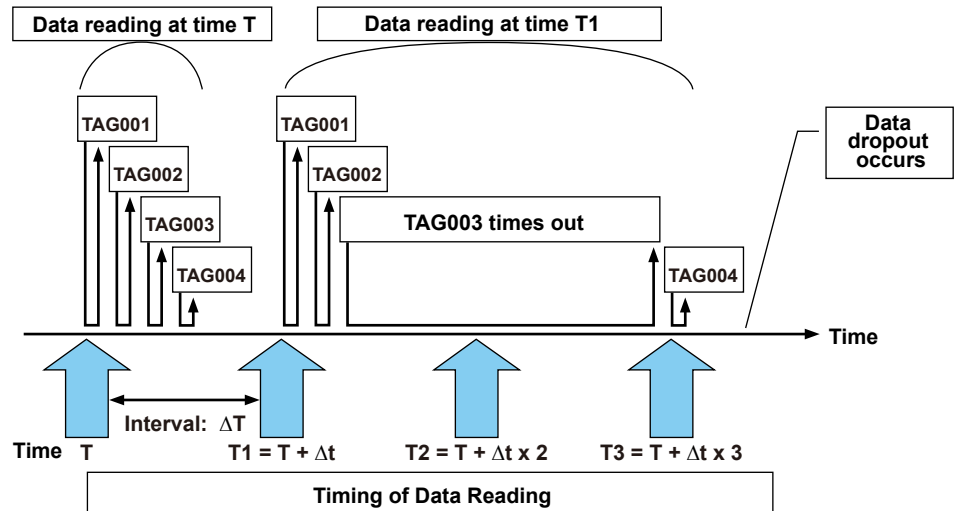 Data reading at time T
Data reading at time T1
TAG001
TAG001
Data
dropout
occurs
TAG002
TAG002
TAG003
TAG003 times out
TAG004
TAG004
Time
Interval: ΔT
Time T T1 = T + Δt T2 = T + Δt x 2 T3 = T + Δt x 3
Timing of Data Reading